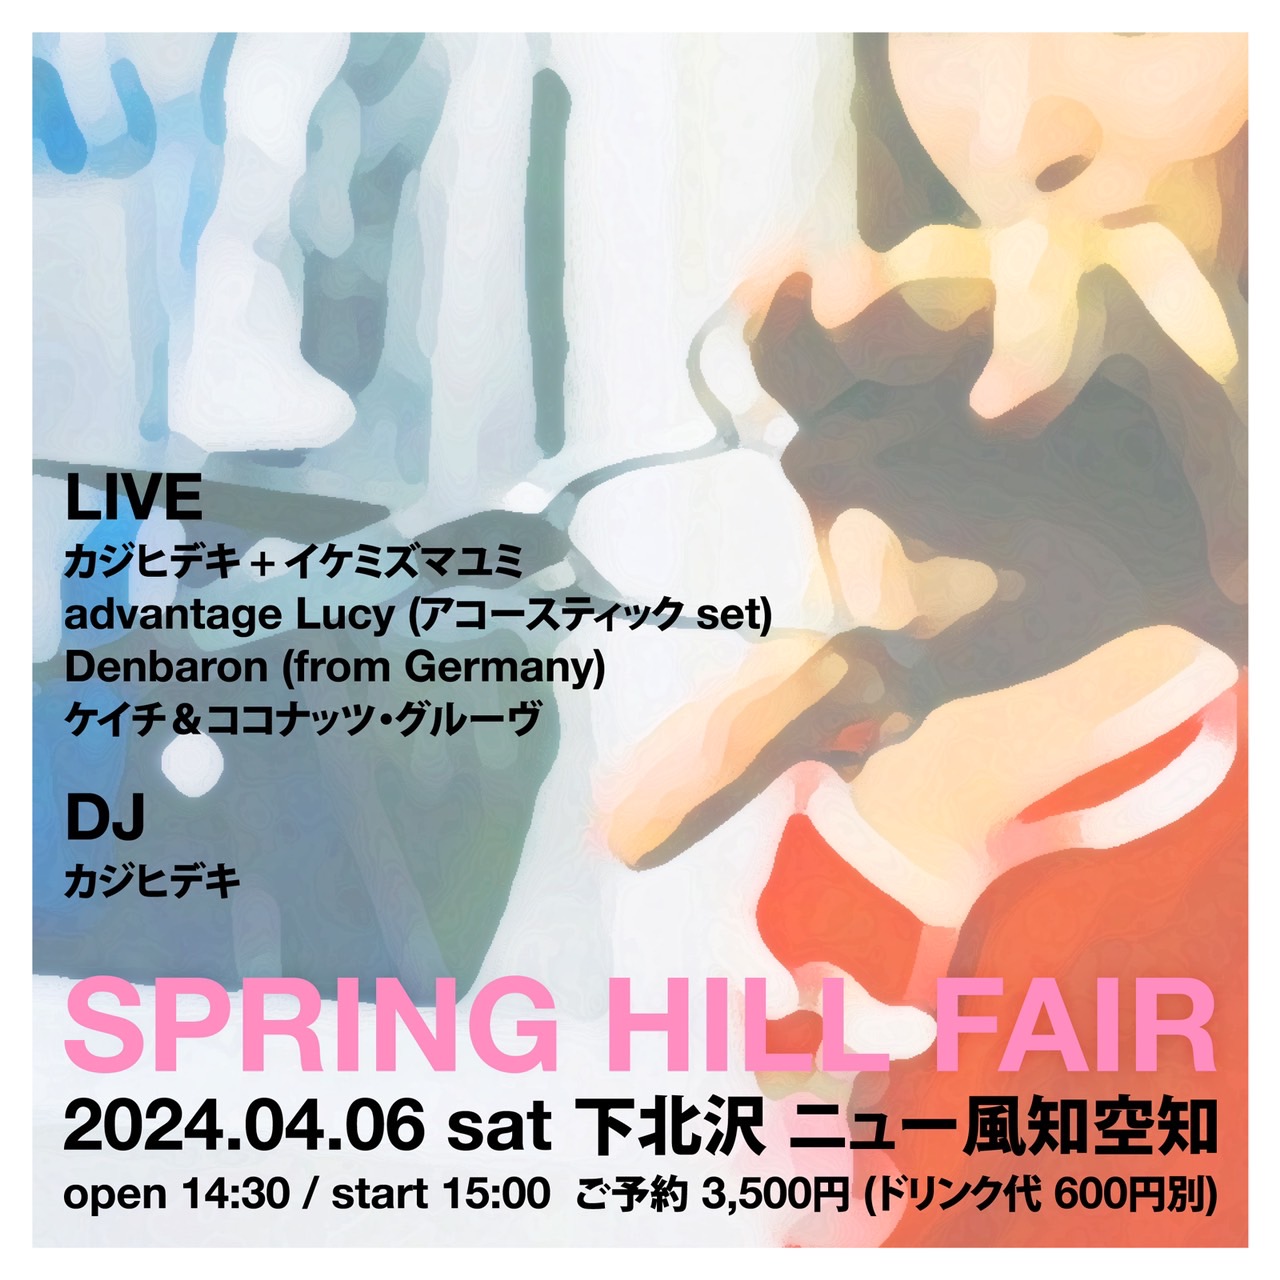 LIVE
カジヒデキ + イケミズマユミ
advantage Lucy (アコースティック set)
Denbaron (from Germany)
ケイチ&ココナッツ・グルーヴ
DJ
カジヒデキ
SPRING HILL FAIR
2024.04.06 sat 下北沢 ニュー風知空知
open 14:30 / start 15:00 ご予約 3,500円 (ドリンク代 600円別)